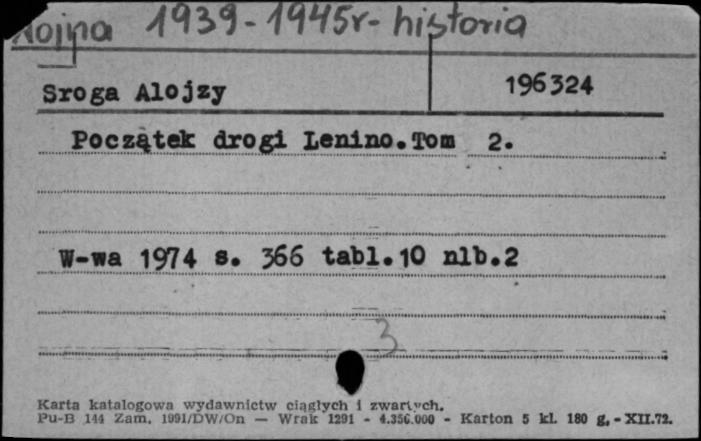 Wojna 1939-1945r- historia
Sroga Alojzy 196324
Początek drogi Lenino.Tom 2.
W-wa 1974 s. 366 tabl.10 nlb.2
3
Karta katalogowa wydawnictw ciągłych i zwartych.
Pu-B 144 Zam. 1991/DW/On — Wrak 1291 - 4.350.000 - Karton 5 kl. 180 g, - XII.72.